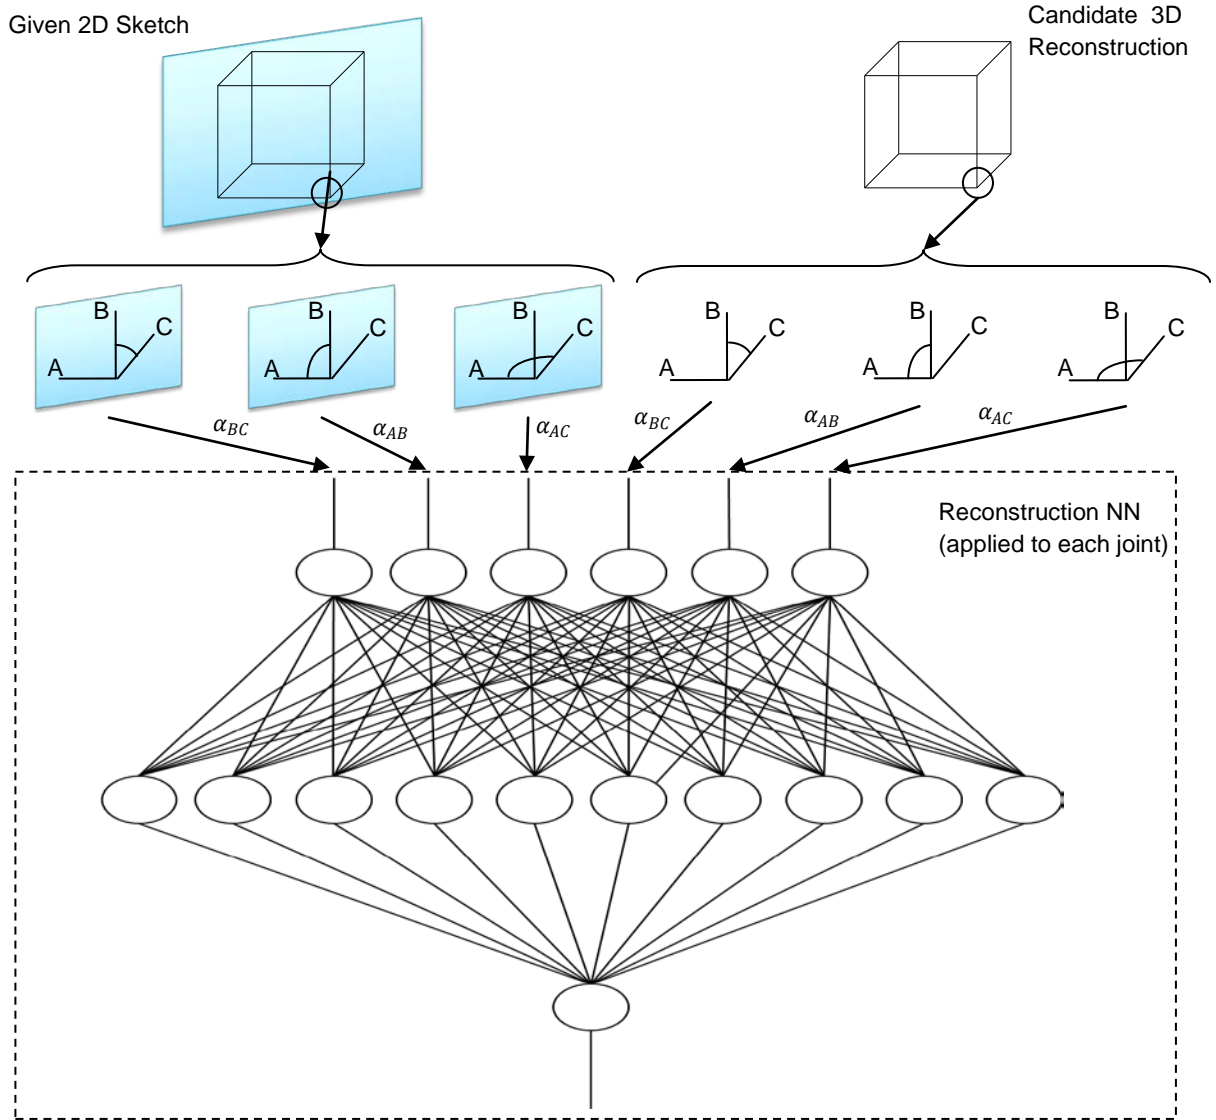 Given 2D Sketch
Candidate 3D
Reconstruction
B
C
A
B
C
A
B
C
A
B
C
A
B
C
A
B
C
A
α_BC
α_AB
α_AC
α_BC
α_AB
α_AC
Reconstruction NN
(applied to each joint)